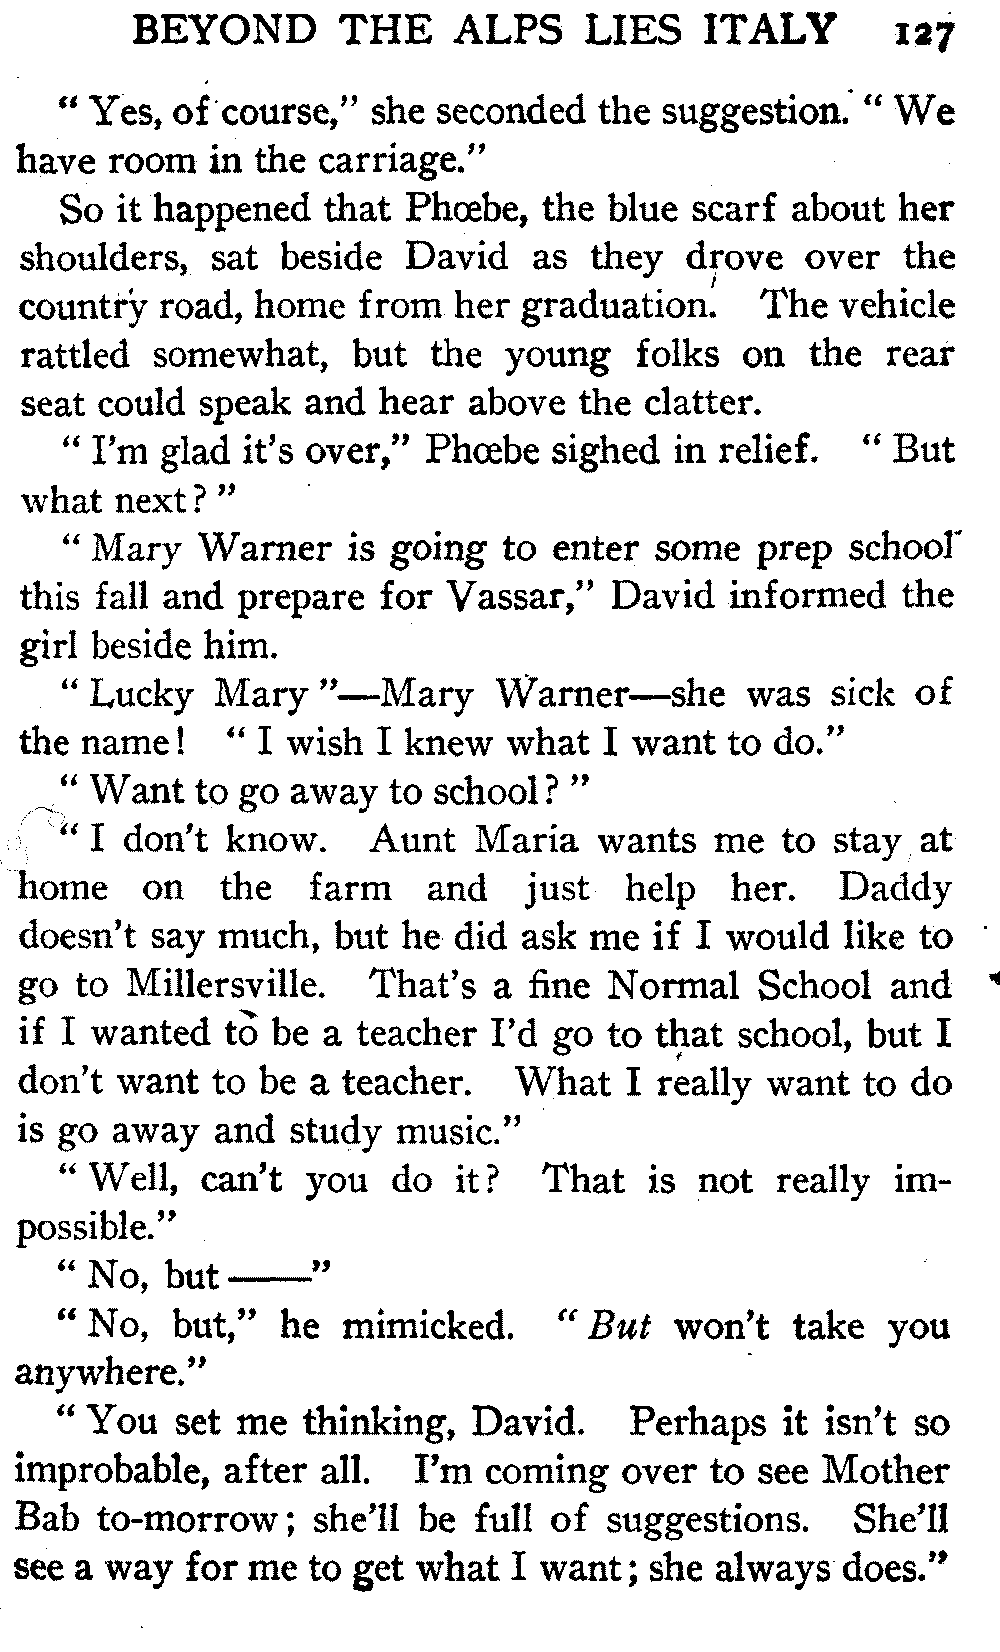 BEYOND THE ALPS LIES ITALY 127
“ Yes, of course,” she seconded the suggestion. “ We
have room in the carriage.”
So it happened that Phœbe, the blue scarf about her
shoulders, sat beside David as they drove over the
country road, home from her graduation. The vehicle
rattled somewhat, but the young folks on the rear
seat could speak and hear above the clatter.
“ I'm glad it's over,” Phœbe sighed in relief. “ But
what next? ”
“ Mary Warner is going to enter some prep school
this fall and prepare for Vassar,” David informed the
girl beside him.
“ Lucky Mary ”—Mary Warner—she was sick of
the name! “ I wish I knew what I want to do.”
“ Want to go away to school? ”
“ I don't know. Aunt Maria wants me to stay at
home on the farm and just help her. Daddy
doesn't say much, but he did ask me if I would like to
go to Millersville. That's a fine Normal School and
if I wanted to be a teacher I'd go to that school, but I
don't want to be a teacher. What I really want to do
is go away and study music.”
“ Well, can't you do it? That is not really im-
possible.”
“ No, but ——”
“ No, but,” he mimicked. “ But won't take you
anywhere.”
“ You set me thinking, David. Perhaps it isn't so
improbable, after all. I'm coming over to see Mother
Bab to-morrow; she'll be full of suggestions. She'll
see a way for me to get what I want; she always does.”